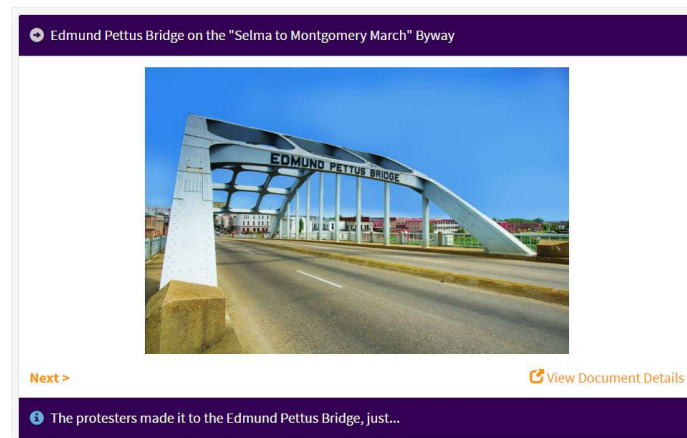 Edmund Pettus Bridge on the "Selma to Montgomery March" Byway
EDMUND PETTUS BRIDGE
Next >
View Document Details
The protesters made it to the Edmund Pettus Bridge, just...